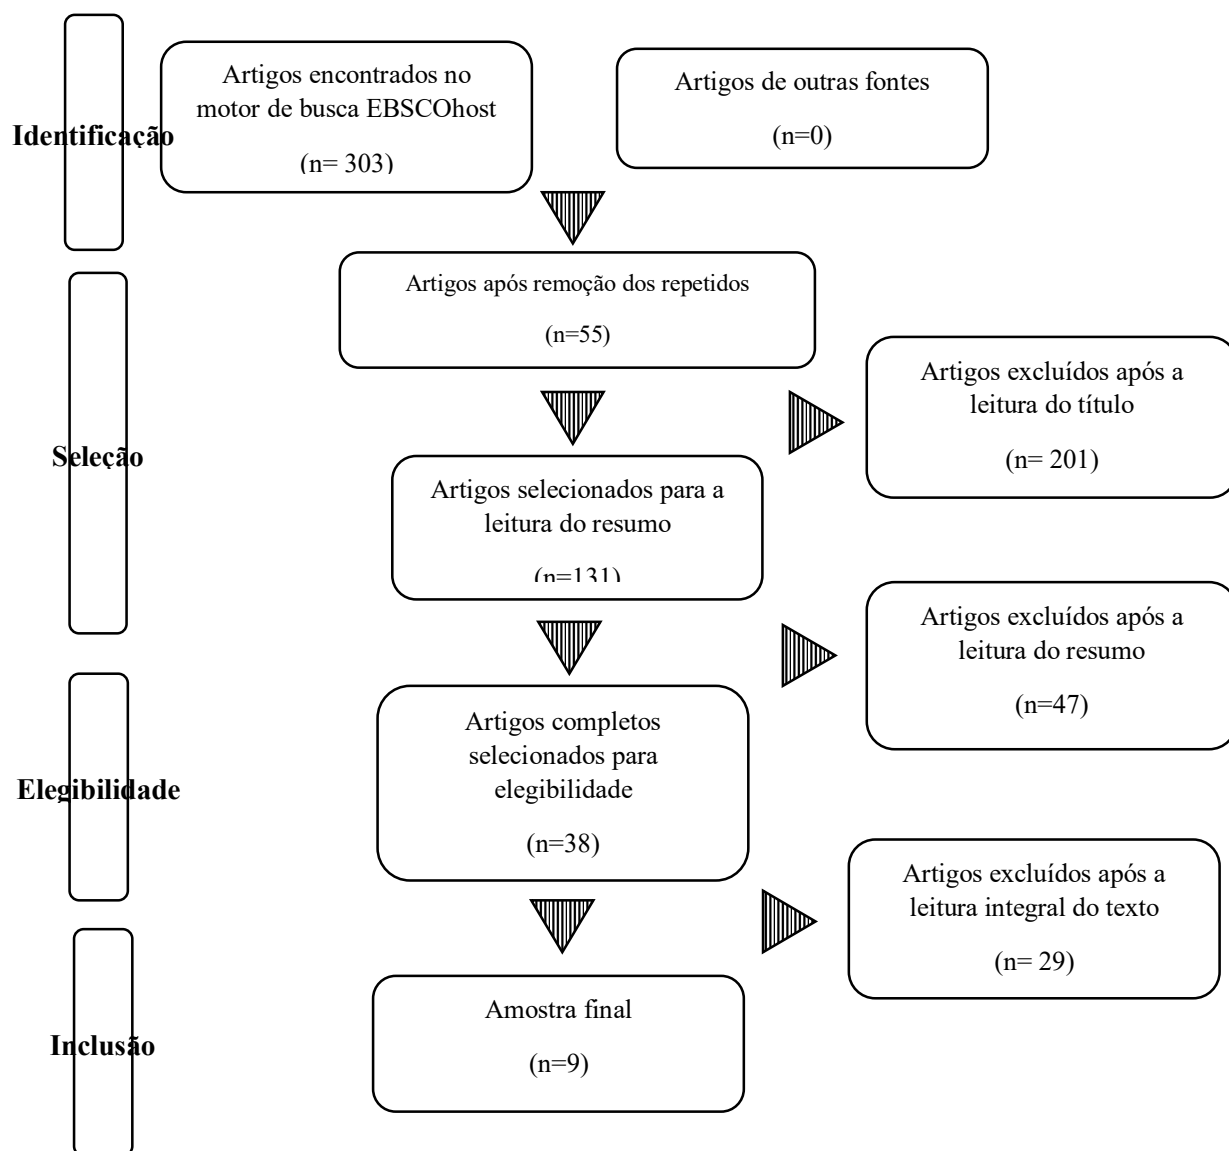 Identificação
Artigos encontrados no
motor de busca EBSCOhost
(n= 303)
Artigos de outras fontes
(n=0)
Artigos após remoção dos repetidos
(n=55)
Seleção
Artigos excluídos após a
leitura do título
(n= 201)
Artigos selecionados para a
leitura do resumo
(n=131)
Artigos excluídos após a
leitura do resumo
(n=47)
Elegibilidade
Artigos completos
selecionados para
elegibilidade
(n=38)
Artigos excluídos após a
leitura integral do texto
(n= 29)
Inclusão
Amostra final
(n=9)